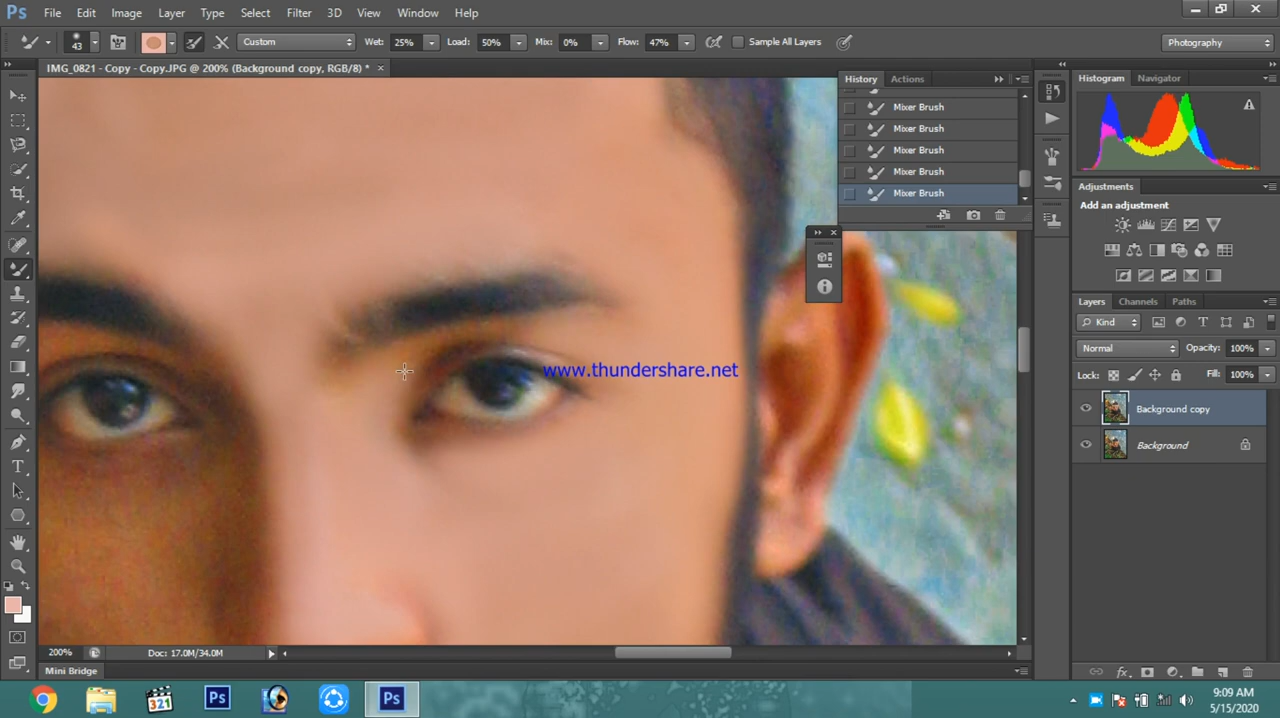 Ps File Edit Image Layer Type Select Filter 3D View Window Help
43 Custom Wet: 25% Load: 50% Mix: 0% Flow: 47% Sample All Layers Photography
IMG_0821 - Copy - Copy.JPG @ 200% (Background copy, RGB/8) *
History Actions
Mixer Brush
Mixer Brush
Mixer Brush
Mixer Brush
Mixer Brush
Histogram Navigator
Adjustments
Add an adjustment
Layers Channels Paths
Kind
Normal Opacity: 100%
Lock: Fill: 100%
Background copy
Background
www.thundershare.net
200% Doc: 17.0M/34.0M
Mini Bridge
321 Ps Ps
9:09 AM
5/15/2020